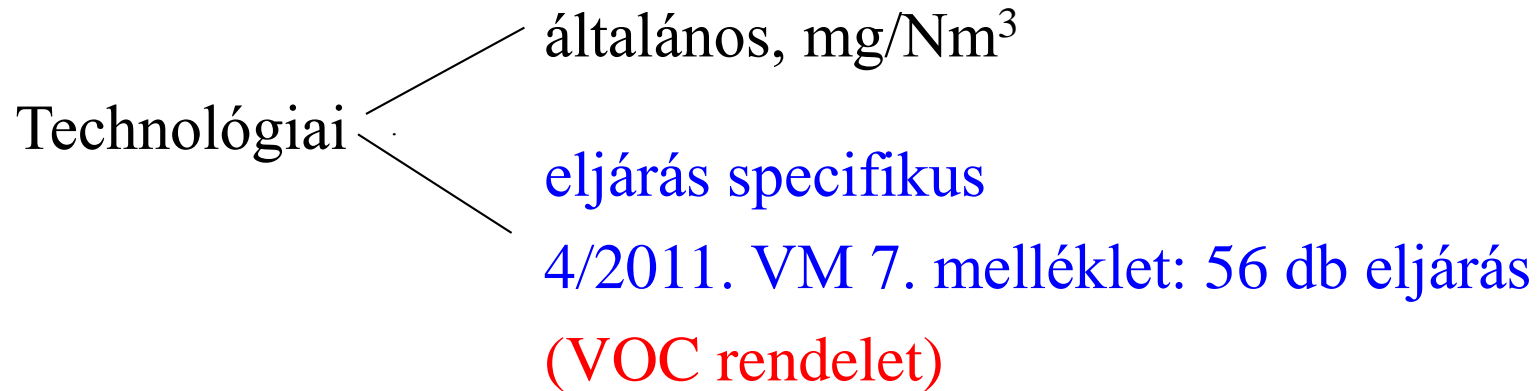 általános, mg/Nm³
Technológiai
eljárás specifikus
4/2011. VM 7. melléklet: 56 db eljárás
(VOC rendelet)